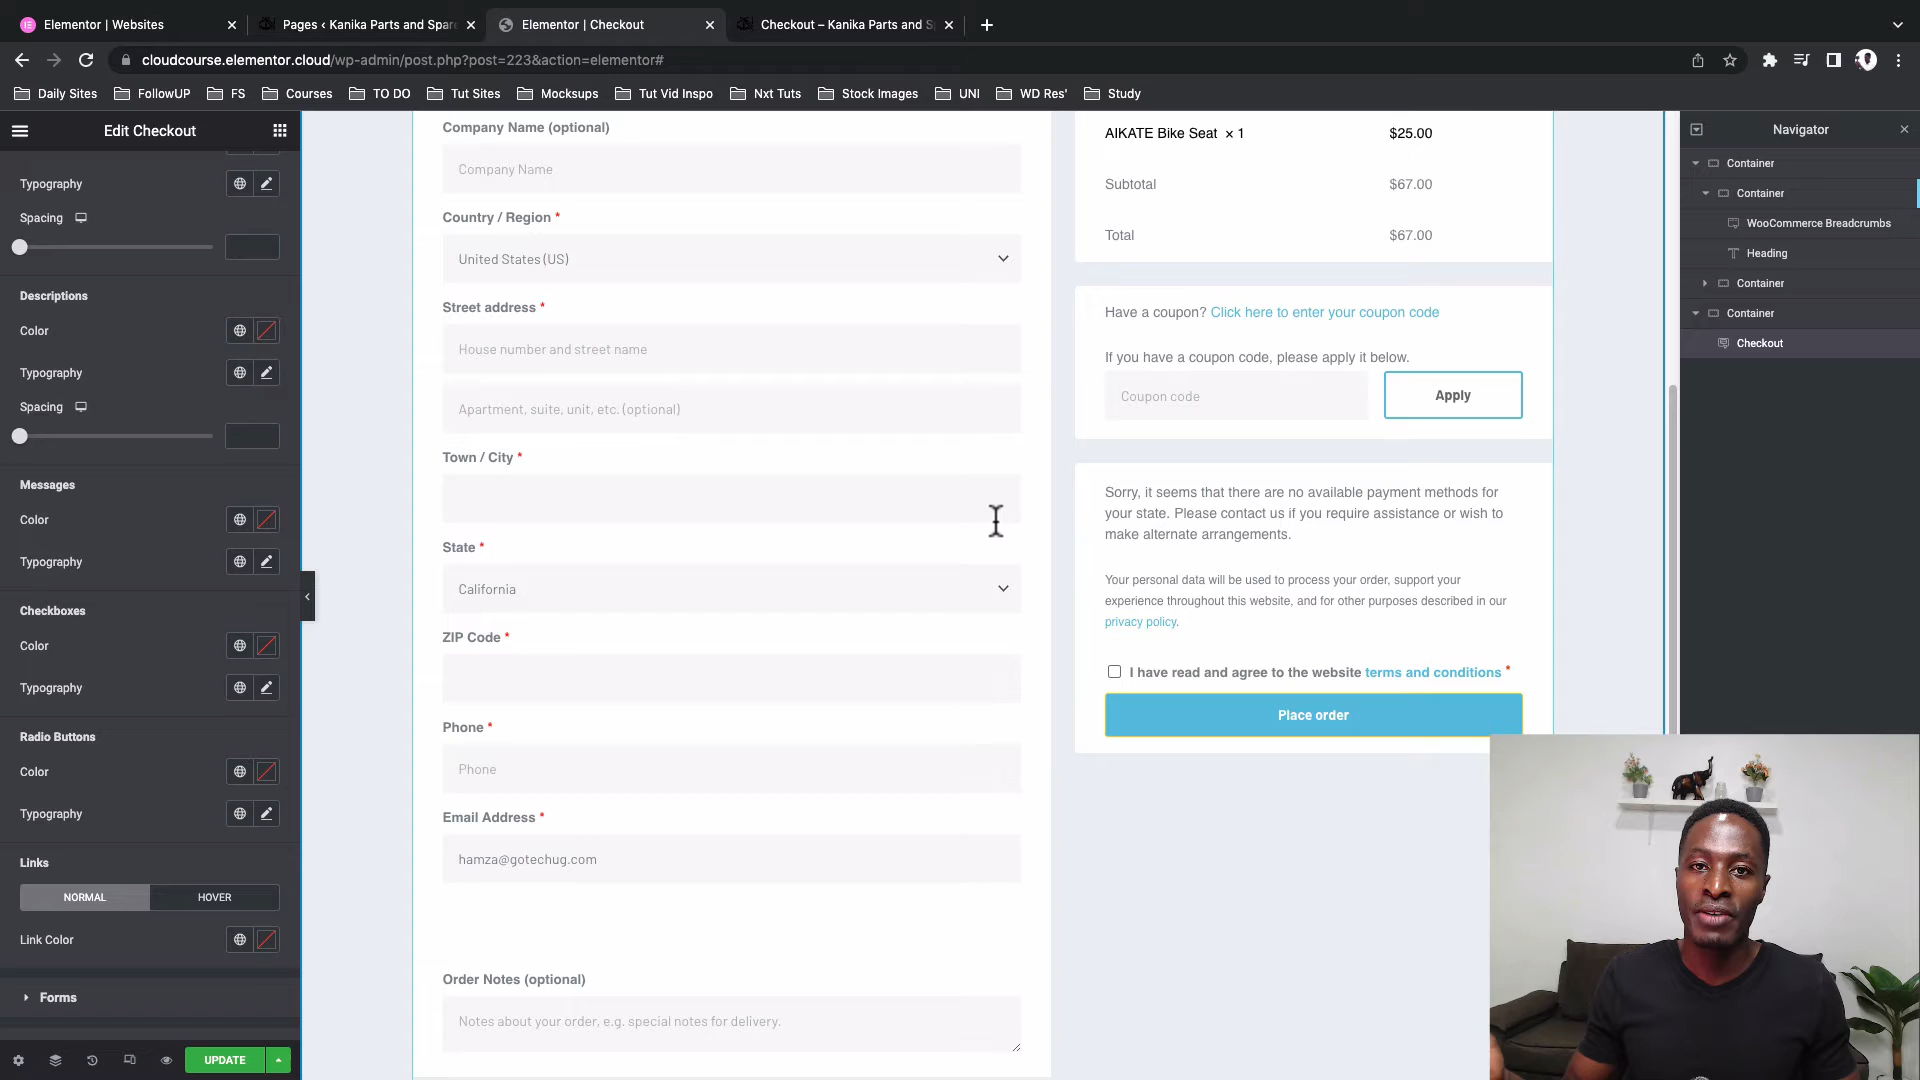 Elementor | Websites
Pages ‹ Kanika Parts and Spare
Elementor | Checkout
Checkout – Kanika Parts and S
cloudcourse.elementor.cloud/wp-admin/post.php?post=223&action=elementor#
Daily Sites
FollowUP
FS
Courses
TO DO
Tut Sites
Mocksups
Tut Vid Inspo
Nxt Tuts
Stock Images
UNI
WD Res'
Study
Edit Checkout
Typography
Spacing
Descriptions
Color
Typography
Spacing
Messages
Color
Typography
Checkboxes
Color
Typography
Radio Buttons
Color
Typography
Links
NORMAL
HOVER
Link Color
Forms
UPDATE
Company Name (optional)
Company Name
Country / Region *
United States (US)
Street address *
House number and street name
Apartment, suite, unit, etc. (optional)
Town / City *
State *
California
ZIP Code *
Phone *
Phone
Email Address *
hamza@gotechug.com
Order Notes (optional)
Notes about your order, e.g. special notes for delivery.
AIKATE Bike Seat × 1 $25.00
Subtotal $67.00
Total $67.00
Have a coupon? Click here to enter your coupon code
If you have a coupon code, please apply it below.
Coupon code
Apply
Sorry, it seems that there are no available payment methods for
your state. Please contact us if you require assistance or wish to
make alternate arrangements.
Your personal data will be used to process your order, support your
experience throughout this website, and for other purposes described in our
privacy policy.
I have read and agree to the website terms and conditions *
Place order
Navigator
Container
Container
WooCommerce Breadcrumbs
Heading
Container
Container
Checkout